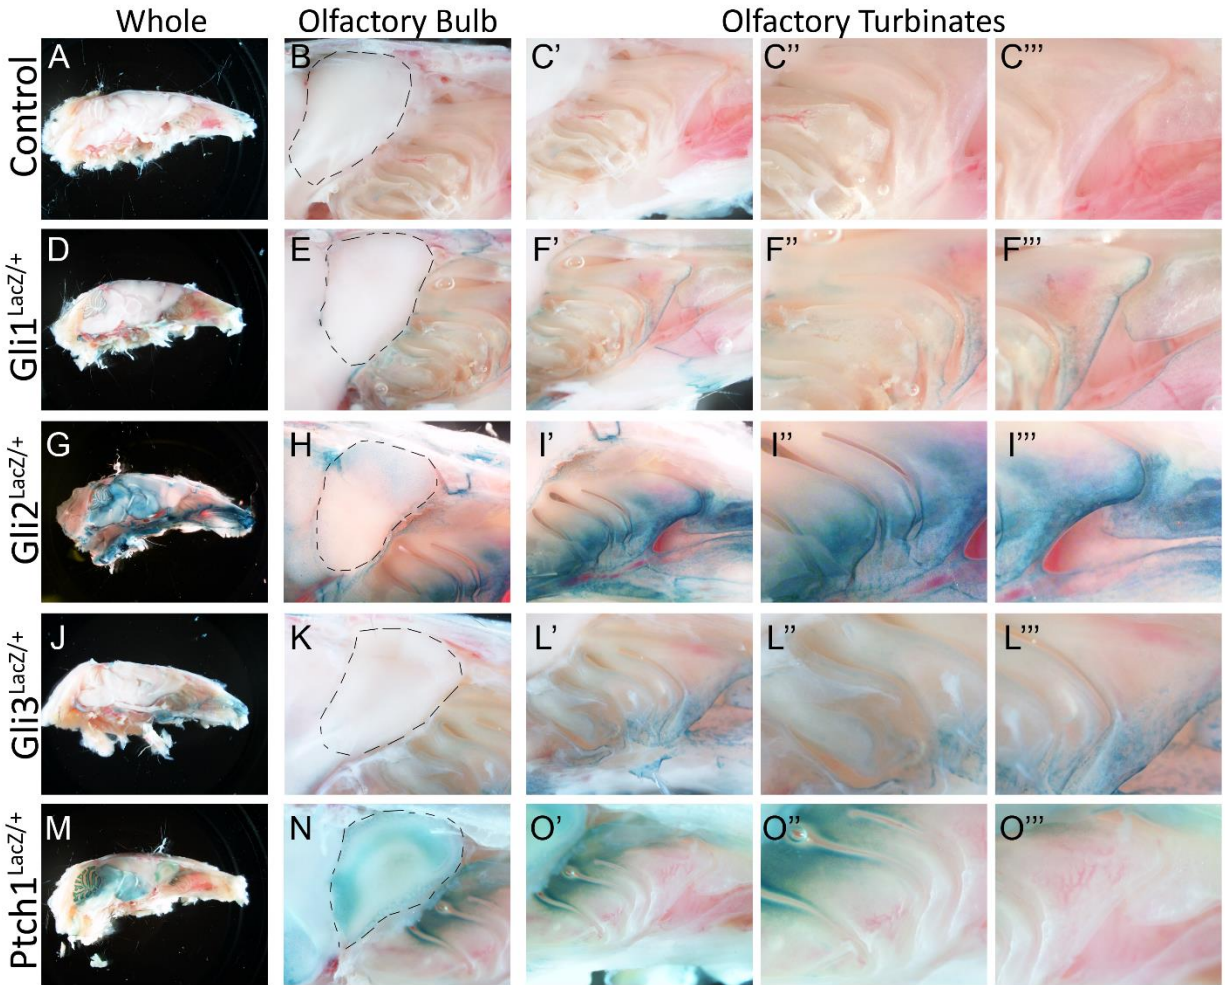 Whole Olfactory Bulb Olfactory Turbinates
Control
A B C’ C’’ C’’’
Gli1LacZ/+
D E F’ F’’ F’’’
Gli2LacZ/+
G H I’ I’’ I’’’
Gli3LacZ/+
J K L’ L’’ L’’’
Ptch1LacZ/+
M N O’ O’’ O’’’